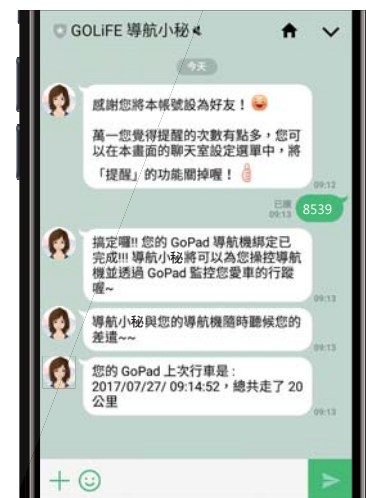 GOLiFE 導航小秘
今天
感謝您將本帳號設為好友！
萬一您覺得提醒的次數有點多，您可
以在本畫面的聊天室設定選單中，將
「提醒」的功能關掉喔！
09:12
已讀
09:13
8539
搞定囉!! 您的 GoPad 導航機綁定已
完成!!! 導航小秘將可以為您操控導航
機並透過 GoPad 監控您愛車的行蹤
喔~
09:13
導航小秘與您的導航機隨時聽候您的
差遣~~
09:13
您的 GoPad 上次行車是 :
2017/07/27/ 09:14:52，總共走了 20
公里
09:13